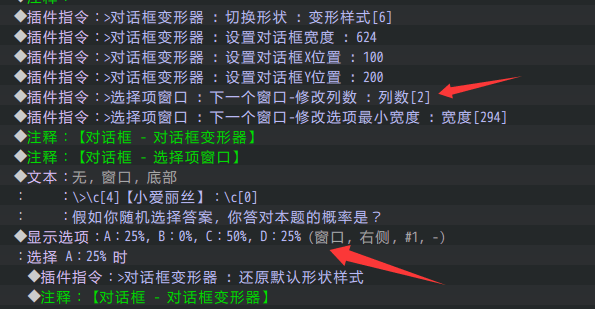 ◆插件指令:>对话框变形器 : 切换形状 : 变形样式[6]
◆插件指令:>对话框变形器 : 设置对话框宽度 : 624
◆插件指令:>对话框变形器 : 设置对话框X位置 : 100
◆插件指令:>对话框变形器 : 设置对话框Y位置 : 200
◆插件指令:>选择项窗口 : 下一个窗口-修改列数 : 列数[2]
◆插件指令:>选择项窗口 : 下一个窗口-修改选项最小宽度 : 宽度[294]
◆注释:【对话框 - 对话框变形器】
◆注释:【对话框 - 选择项窗口】
◆文本:无, 窗口, 底部
: :\>\c[4]【小爱丽丝】:\c[0]
: :假如你随机选择答案, 你答对本题的概率是？
◆显示选项:A：25%, B：0%, C：50%, D：25% (窗口, 右侧, #1, -)
:选择 A：25% 时
◆插件指令:>对话框变形器 : 还原默认形状样式
◆注释:【对话框 - 对话框变形器】